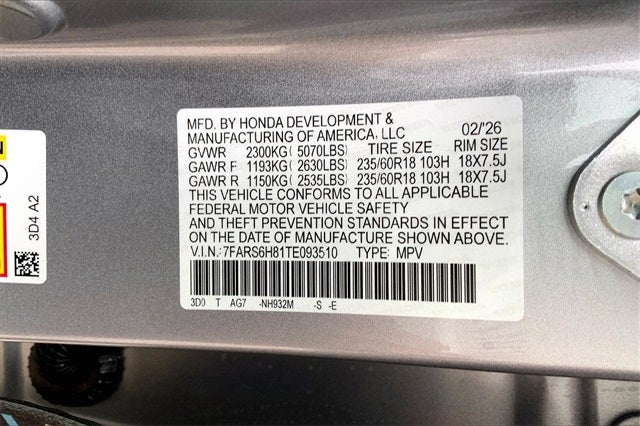 MFD. BY HONDA DEVELOPMENT &
MANUFACTURING OF AMERICA, LLC 02/'26
GVWR 2300KG( 5070LBS) TIRE SIZE RIM SIZE
GAWR F 1193KG( 2630LBS) 235/60R18 103H 18X7.5J
GAWR R 1150KG( 2535LBS) 235/60R18 103H 18X7.5J
THIS VEHICLE CONFORMS TO ALL APPLICABLE
FEDERAL MOTOR VEHICLE SAFETY
AND THEFT PREVENTION STANDARDS IN EFFECT
ON THE DATE OF MANUFACTURE SHOWN ABOVE.
V.I.N.:7FARS6H81TE093510 TYPE: MPV
3D0 T AG7 -NH932M -S -E
3D4 A2